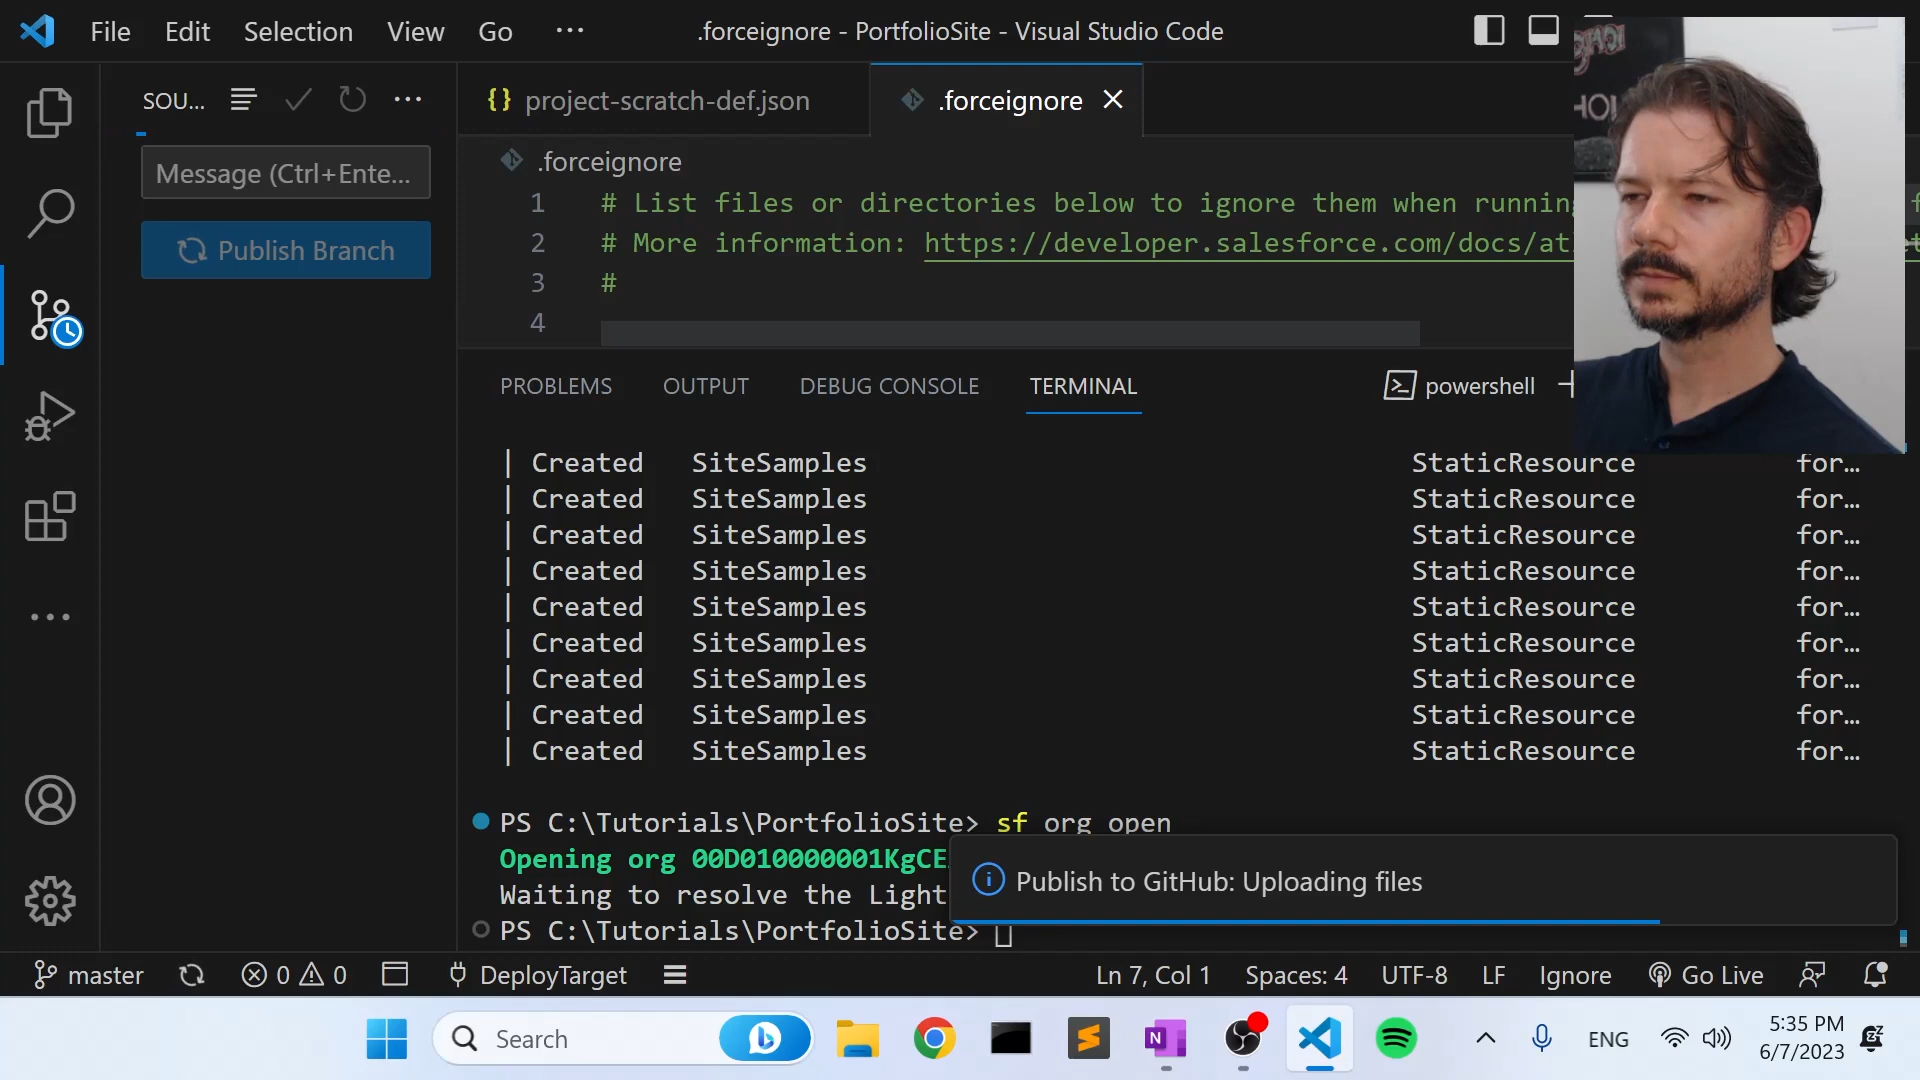 File Edit Selection View Go ··· .forceignore - PortfolioSite - Visual Studio Code
SOU...
Message (Ctrl+Ente...
Publish Branch
{} project-scratch-def.json
.forceignore
.forceignore
1 # List files or directories below to ignore them when running
2 # More information: https://developer.salesforce.com/docs/at
3 #
4
PROBLEMS OUTPUT DEBUG CONSOLE TERMINAL powershell
| Created SiteSamples StaticResource for…
| Created SiteSamples StaticResource for…
| Created SiteSamples StaticResource for…
| Created SiteSamples StaticResource for…
| Created SiteSamples StaticResource for…
| Created SiteSamples StaticResource for…
| Created SiteSamples StaticResource for…
| Created SiteSamples StaticResource for…
| Created SiteSamples StaticResource for…
PS C:\Tutorials\PortfolioSite> sf org open
Opening org 00D010000001KgCE
Waiting to resolve the Light
PS C:\Tutorials\PortfolioSite>
Publish to GitHub: Uploading files
master 0 0 DeployTarget Ln 7, Col 1 Spaces: 4 UTF-8 LF Ignore Go Live
Search
ENG
5:35 PM
6/7/2023